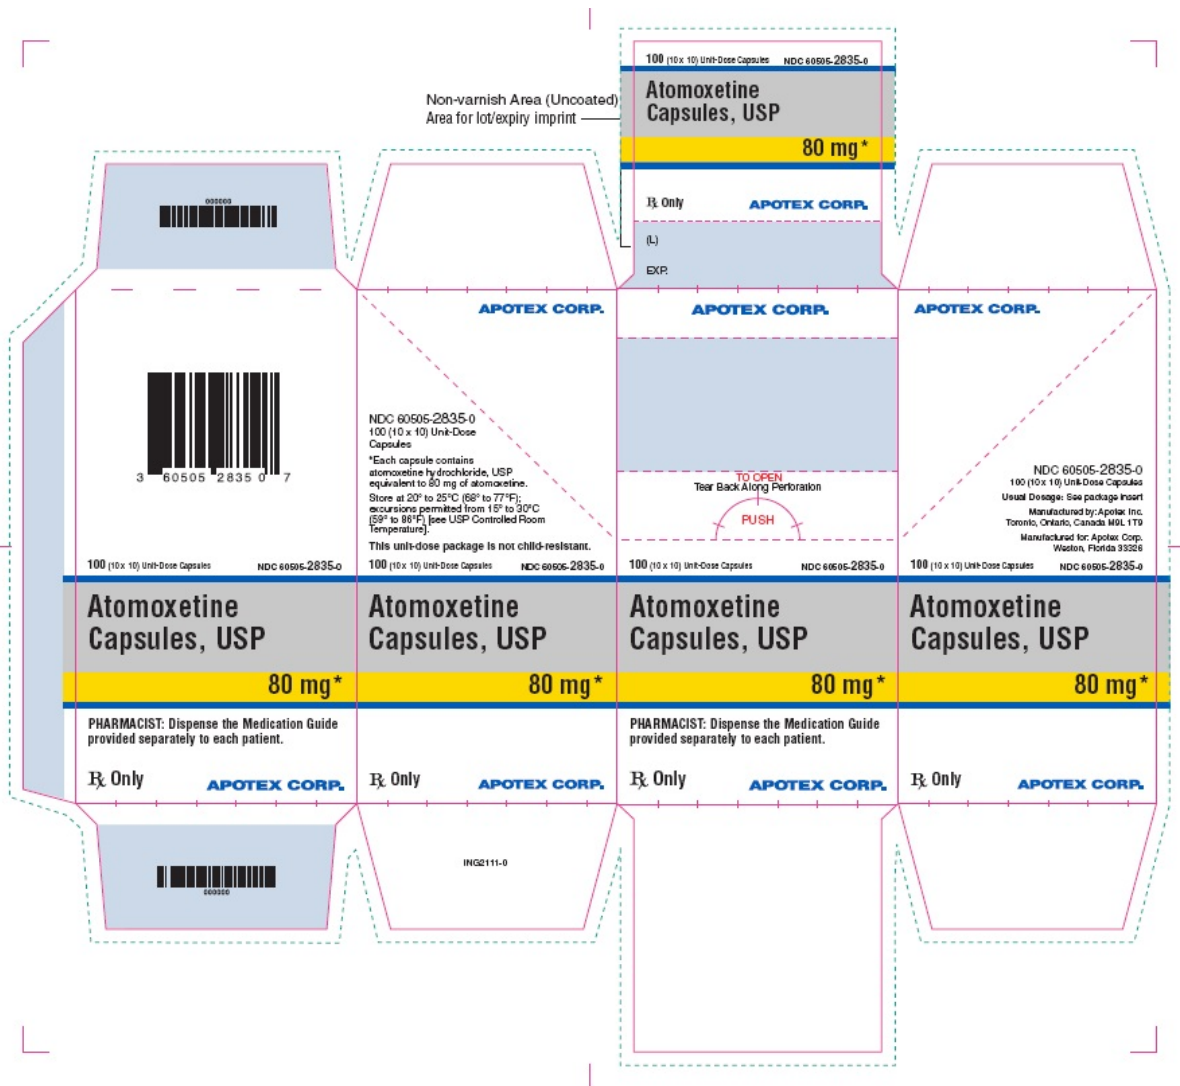 100 (10 x 10) Unit-Dose Capsules NDC 60505-2835-0
Atomoxetine
Capsules, USP
80 mg*
Rx Only APOTEX CORP.
(L)
EXP.
Non-varnish Area (Uncoated)
Area for lot/expiry imprint
000000
3 60505 28350 7
100 (10 x 10) Unit-Dose Capsules NDC 60505-2835-0
Atomoxetine
Capsules, USP
80 mg*
PHARMACIST: Dispense the Medication Guide
provided separately to each patient.
Rx Only APOTEX CORP.
000000
APOTEX CORP.
NDC 60505-2835-0
100 (10 x 10) Unit-Dose
Capsules
*Each capsule contains
atomoxetine hydrochloride, USP
equivalent to 80 mg of atomoxetine.
Store at 20° to 25°C (68° to 77°F);
excursions permitted from 15° to 30°C
(59° to 86°F) [see USP Controlled Room
Temperature].
This unit-dose package is not child-resistant.
100 (10 x 10) Unit-Dose Capsules NDC 60505-2835-0
Atomoxetine
Capsules, USP
80 mg*
Rx Only APOTEX CORP.
ING2111-0
APOTEX CORP.
TO OPEN
Tear Back Along Perforation
PUSH
100 (10 x 10) Unit-Dose Capsules NDC 60505-2835-0
Atomoxetine
Capsules, USP
80 mg*
PHARMACIST: Dispense the Medication Guide
provided separately to each patient.
Rx Only APOTEX CORP.
APOTEX CORP.
NDC 60505-2835-0
100 (10 x 10) Unit-Dose Capsules
Usual Dosage: See package insert
Manufactured by: Apotex Inc.
Toronto, Ontario, Canada M9L 1T9
Manufactured for: Apotex Corp.
Weston, Florida 33326
100 (10 x 10) Unit-Dose Capsules NDC 60505-2835-0
Atomoxetine
Capsules, USP
80 mg*
Rx Only APOTEX CORP.